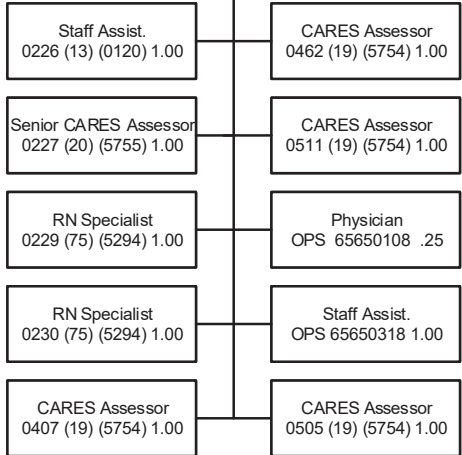 Staff Assist.
0226 (13) (0120) 1.00
CARES Assessor
0462 (19) (5754) 1.00
Senior CARES Assessor
0227 (20) (5755) 1.00
CARES Assessor
0511 (19) (5754) 1.00
RN Specialist
0229 (75) (5294) 1.00
Physician
OPS 65650108 .25
RN Specialist
0230 (75) (5294) 1.00
Staff Assist.
OPS 65650318 1.00
CARES Assessor
0407 (19) (5754) 1.00
CARES Assessor
0505 (19) (5754) 1.00